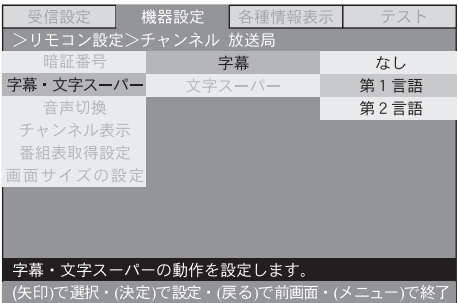 受信設定 機器設定 各種情報表示 テスト
＞リモコン設定＞チャンネル 放送局
暗証番号 字幕 なし
字幕・文字スーパー 文字スーパー 第１言語
音声切換 第２言語
チャンネル表示
番組表取得設定
画面サイズの設定
字幕・文字スーパーの動作を設定します。
(矢印)で選択・(決定)で設定・(戻る)で前画面・(メニュー)で終了